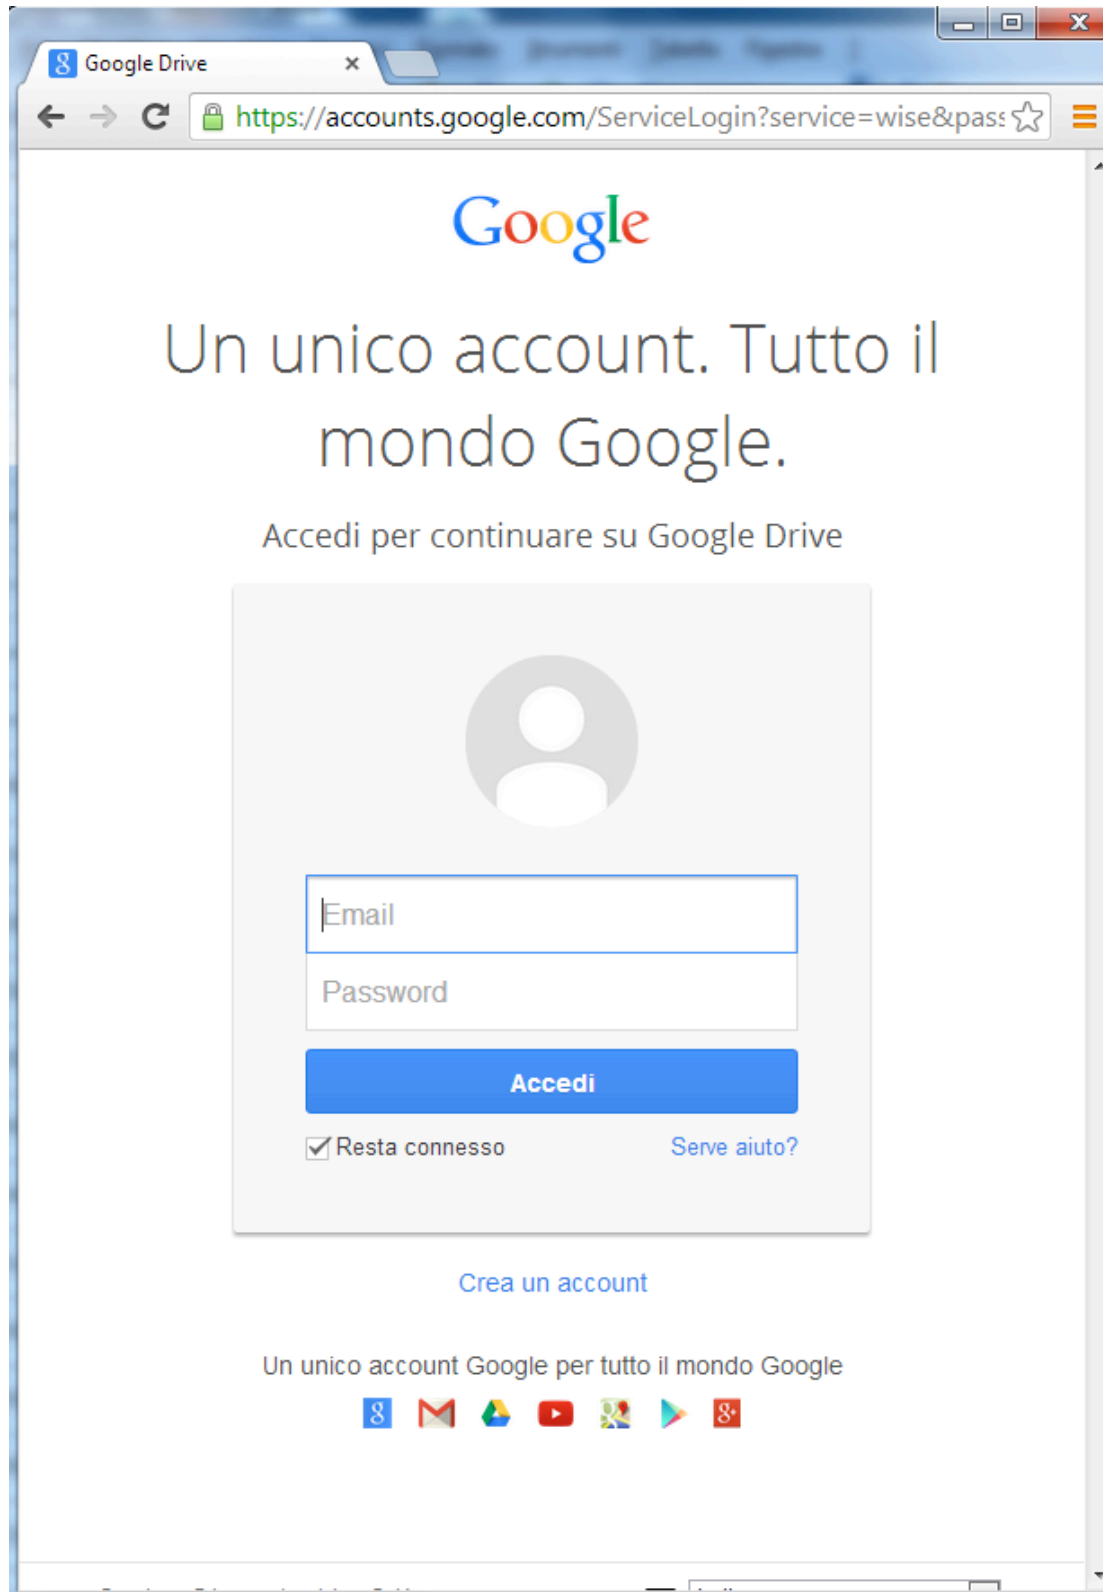 Google Drive
https://accounts.google.com/ServiceLogin?service=wise&pass
Google
Un unico account. Tutto il
mondo Google.
Accedi per continuare su Google Drive
Email
Password
Accedi
Resta connesso Serve aiuto?
Crea un account
Un unico account Google per tutto il mondo Google